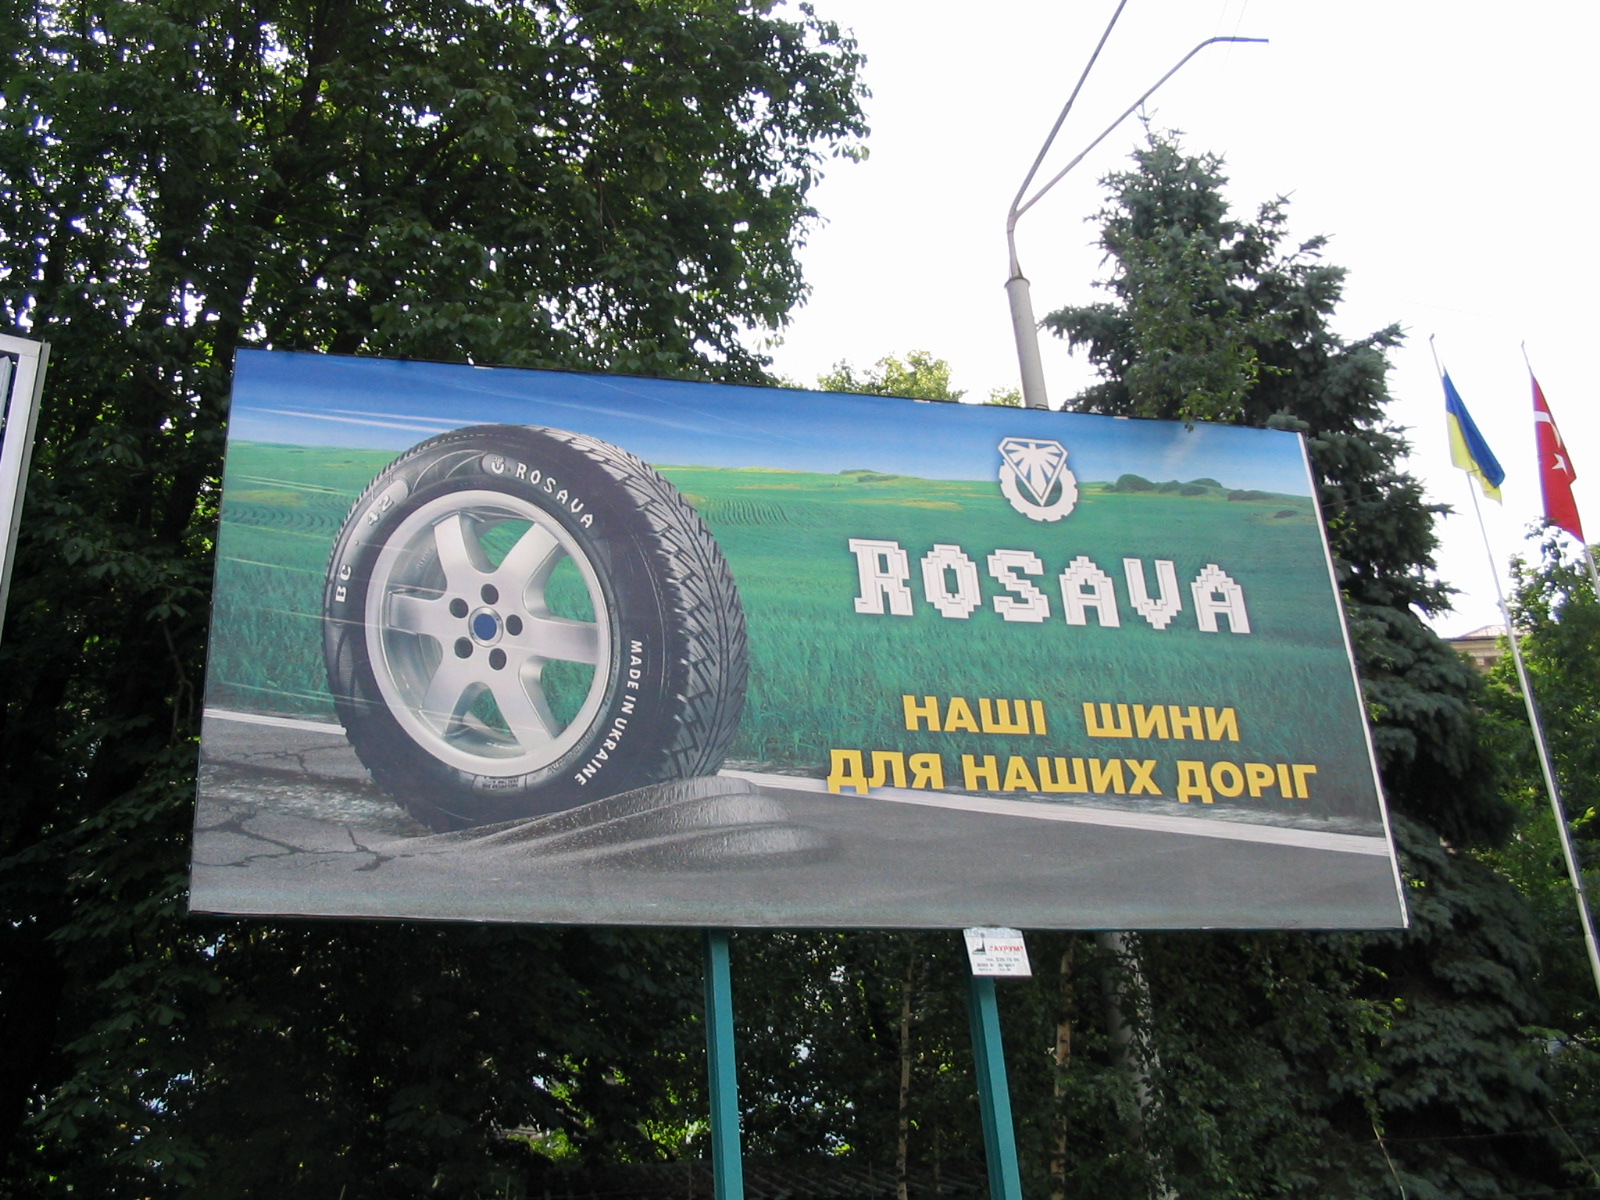 ROSAVA
BC 42
MADE IN UKRAINE
ROSAVA
НАШІ ШИНИ
ДЛЯ НАШИХ ДОРІГ